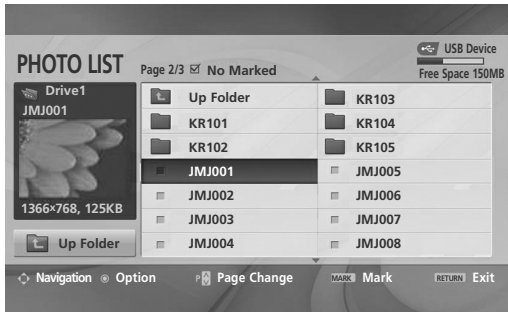 PHOTO LIST
Page 2/3 No Marked
USB Device
Free Space 150MB
Drive1
JMJ001
1366×768, 125KB
Up Folder
Up Folder
KR101
KR102
JMJ001
JMJ002
JMJ003
JMJ004
KR103
KR104
KR105
JMJ005
JMJ006
JMJ007
JMJ008
Navigation Option P Page Change MARK Mark RETURN Exit